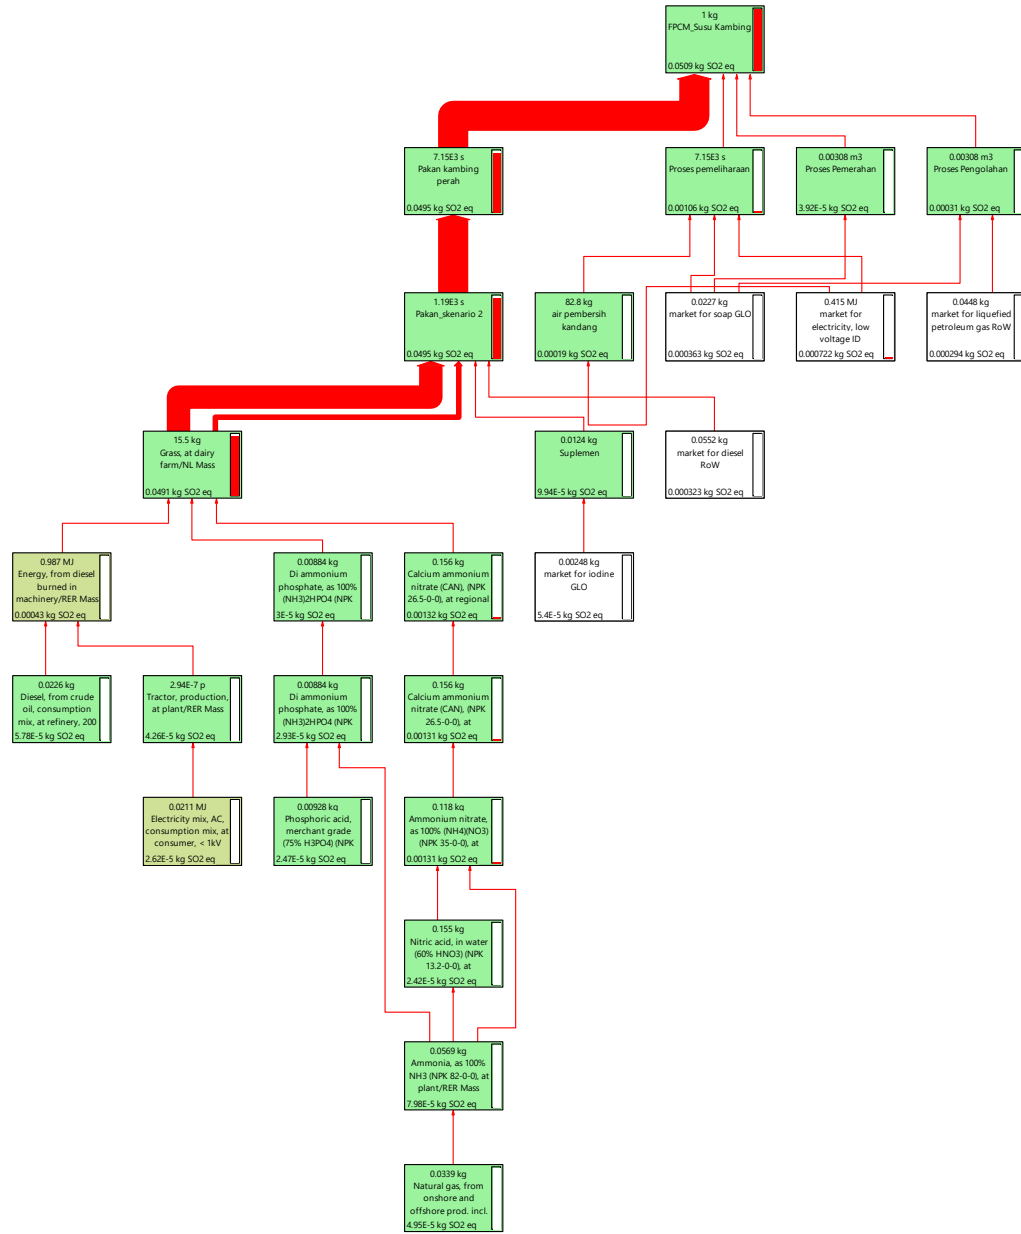 1 kg
FPCM_Susu Kambing
0.0509 kg SO2 eq
7.15E3 s
Pakan kambing
perah
0.0495 kg SO2 eq
7.15E3 s
Proses pemeliharaan
0.00106 kg SO2 eq
0.00308 m3
Proses Pemerahan
3.92E-5 kg SO2 eq
0.00308 m3
Proses Pengolahan
0.00031 kg SO2 eq
1.19E3 s
Pakan_skenario 2
0.0495 kg SO2 eq
82.8 kg
air pembersih
kandang
0.00019 kg SO2 eq
0.0227 kg
market for soap GLO
0.000363 kg SO2 eq
0.415 MJ
market for
electricity, low
voltage ID
0.000722 kg SO2 eq
0.0448 kg
market for liquefied
petroleum gas RoW
0.000294 kg SO2 eq
15.5 kg
Grass, at dairy
farm/NL Mass
0.0491 kg SO2 eq
0.0124 kg
Suplemen
9.94E-5 kg SO2 eq
0.0552 kg
market for diesel
RoW
0.000323 kg SO2 eq
0.987 MJ
Energy, from diesel
burned in
machinery/RER Mass
0.00043 kg SO2 eq
0.00884 kg
Di ammonium
phosphate, as 100%
(NH3)2HPO4 (NPK
3E-5 kg SO2 eq
0.156 kg
Calcium ammonium
nitrate (CAN), (NPK
26.5-0-0), at regional
0.00132 kg SO2 eq
0.00248 kg
market for iodine
GLO
5.4E-5 kg SO2 eq
0.0226 kg
Diesel, from crude
oil, consumption
mix, at refinery, 200
5.78E-5 kg SO2 eq
2.94E-7 p
Tractor, production,
at plant/RER Mass
4.26E-5 kg SO2 eq
0.00884 kg
Di ammonium
phosphate, as 100%
(NH3)2HPO4 (NPK
2.93E-5 kg SO2 eq
0.156 kg
Calcium ammonium
nitrate (CAN), (NPK
26.5-0-0), at
0.00131 kg SO2 eq
0.0211 MJ
Electricity mix, AC,
consumption mix, at
consumer, < 1kV
2.62E-5 kg SO2 eq
0.00928 kg
Phosphoric acid,
merchant grade
(75% H3PO4) (NPK
2.47E-5 kg SO2 eq
0.118 kg
Ammonium nitrate,
as 100% (NH4)(NO3)
(NPK 35-0-0), at
0.00131 kg SO2 eq
0.155 kg
Nitric acid, in water
(60% HNO3) (NPK
13.2-0-0), at
2.42E-5 kg SO2 eq
0.0569 kg
Ammonia, as 100%
NH3 (NPK 82-0-0), at
plant/RER Mass
7.98E-5 kg SO2 eq
0.0339 kg
Natural gas, from
onshore and
offshore prod. incl.
4.95E-5 kg SO2 eq